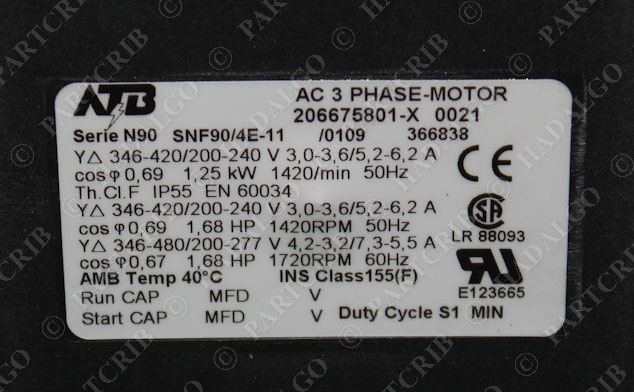 ATB
AC 3 PHASE-MOTOR
206675801-X 0021
Serie N90 SNF90/4E-11 /0109 366838
Y△ 346-420/200-240 V 3,0-3,6/5,2-6,2 A
cos φ 0,69 1,25 kW 1420/min 50Hz
Th.Cl.F IP55 EN 60034
Y△ 346-420/200-240 V 3,0-3,6/5,2-6,2 A
cos φ 0,69 1,68 HP 1420RPM 50Hz
Y△ 346-480/200-277 V 4,2-3,2/7,3-5,5 A
cos φ 0,67 1,68 HP 1720RPM 60Hz
AMB Temp 40°C INS Class155(F)
Run CAP MFD V
Start CAP MFD V Duty Cycle S1 MIN
CE
SA
LR 88093
UR
E123665
PARTCRIB © HADALGO